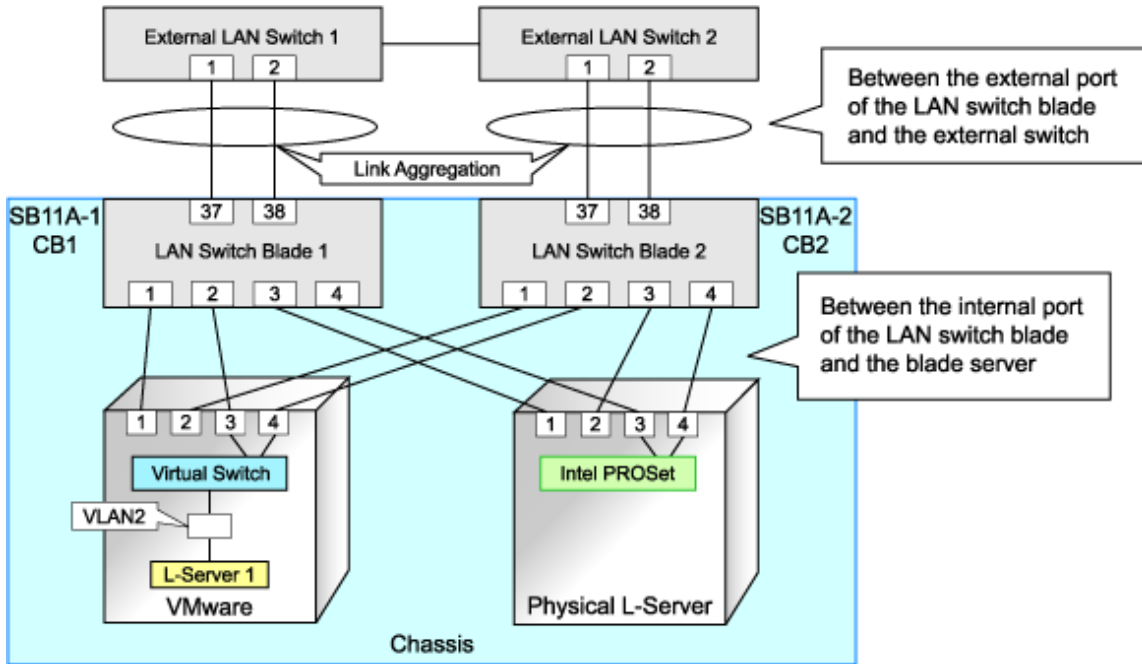 External LAN Switch 1
External LAN Switch 2
1
2
1
2
Between the external port
of the LAN switch blade
and the external switch
Link Aggregation
SB11A-1
CB1
37
38
LAN Switch Blade 1
1
2
3
4
37
38
LAN Switch Blade 2
1
2
3
4
SB11A-2
CB2
Between the internal port
of the LAN switch blade
and the blade server
1
2
3
4
Virtual Switch
VLAN2
L-Server 1
VMware
1
2
3
4
Intel PROSet
Physical L-Server
Chassis